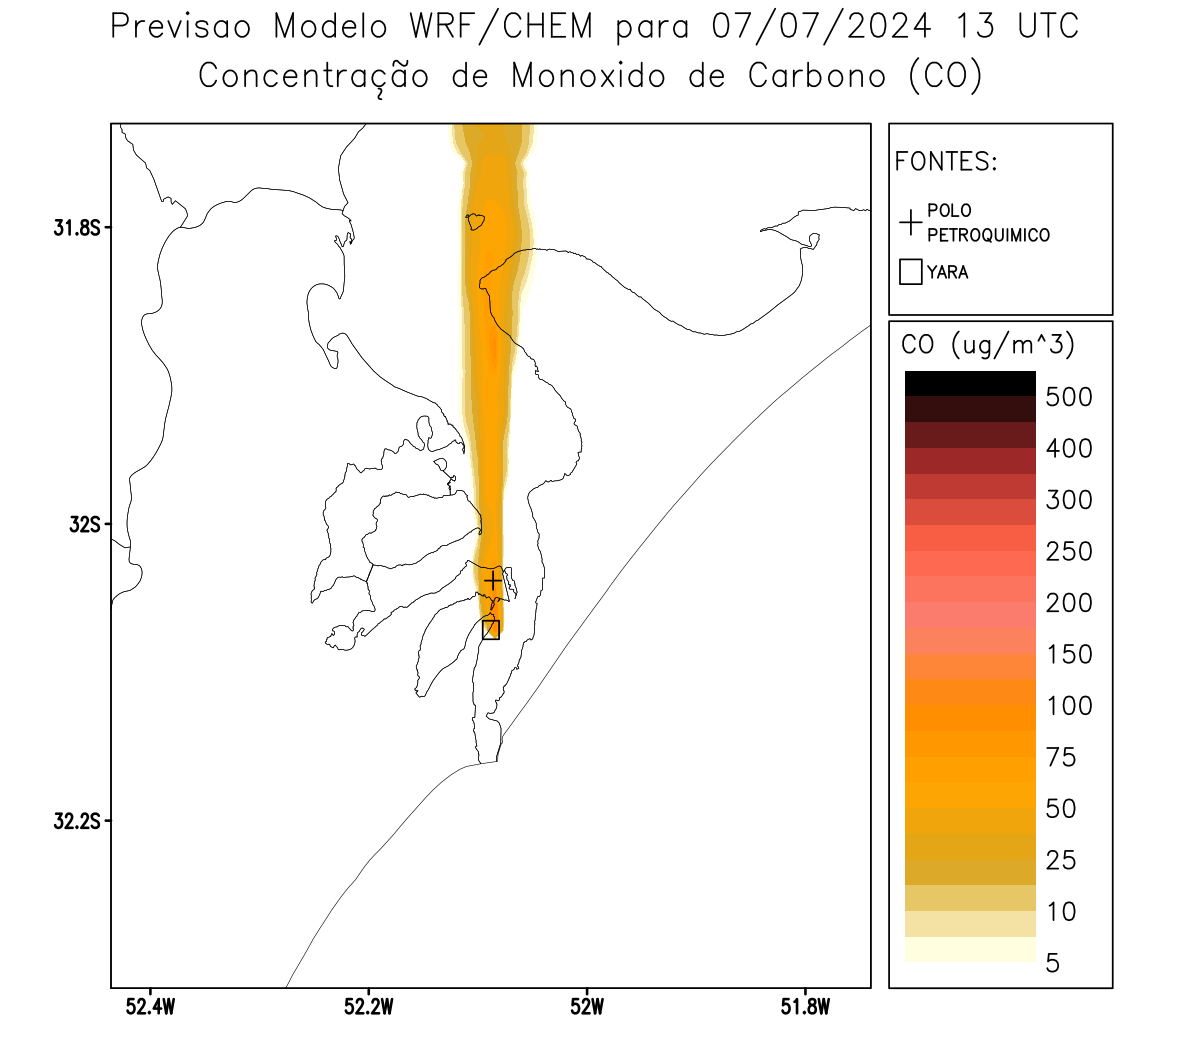 Previsao Modelo WRF/CHEM para 07/07/2024 13 UTC
Concentração de Monoxido de Carbono (CO)
FONTES:
POLO
PETROQUIMICO
YARA
CO (ug/m^3)
500
400
300
250
200
150
100
75
50
25
10
5
31.8S
32S
32.2S
52.4W
52.2W
52W
51.8W